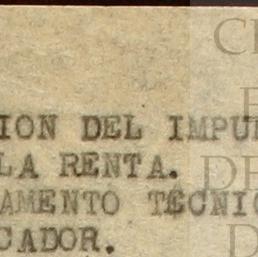 ION DEL IMPU
LA RENTA.
AMENTO TÉCNIC
CADOR.